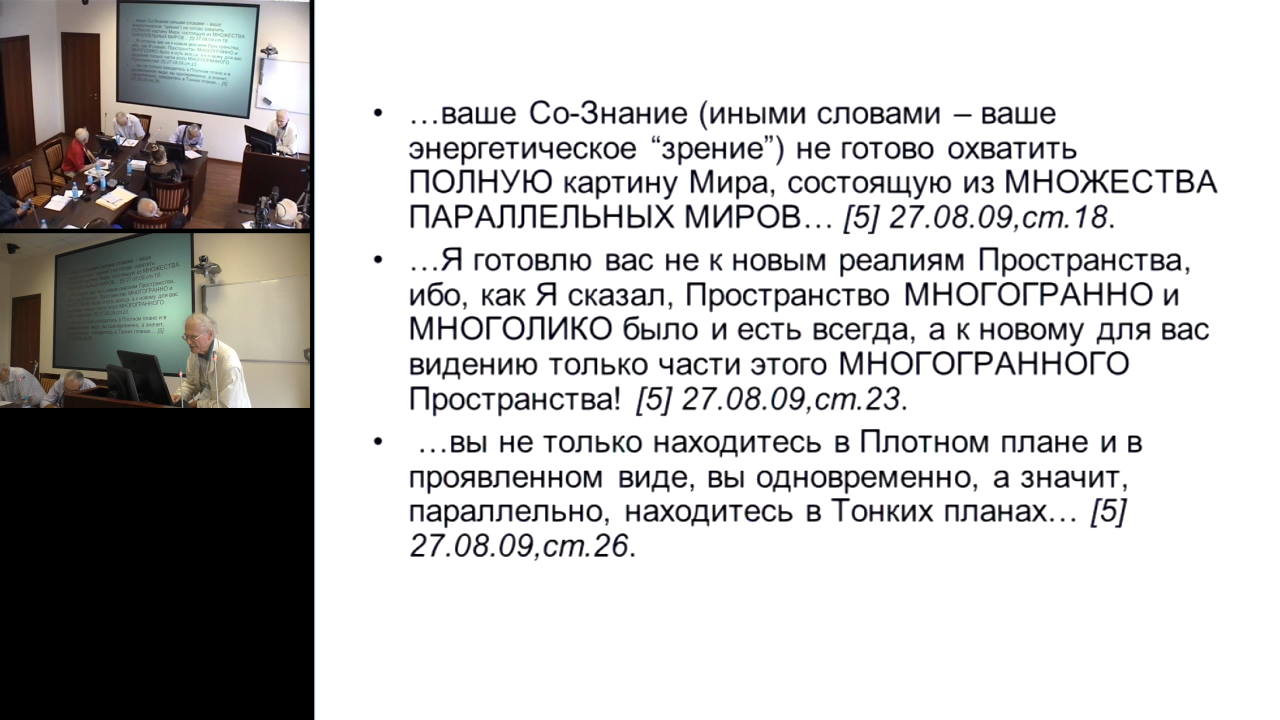 • …ваше Со-Знание (иными словами – ваше
энергетическое “зрение”) не готово охватить
ПОЛНУЮ картину Мира, состоящую из МНОЖЕСТВА
ПАРАЛЛЕЛЬНЫХ МИРОВ… [5] 27.08.09,ст.18.
• …Я готовлю вас не к новым реалиям Пространства,
ибо, как Я сказал, Пространство МНОГОГРАННО и
МНОГОЛИКО было и есть всегда, а к новому для вас
видению только части этого МНОГОГРАННОГО
Пространства! [5] 27.08.09,ст.23.
• …вы не только находитесь в Плотном плане и в
проявленном виде, вы одновременно, а значит,
параллельно, находитесь в Тонких планах… [5]
27.08.09,ст.26.